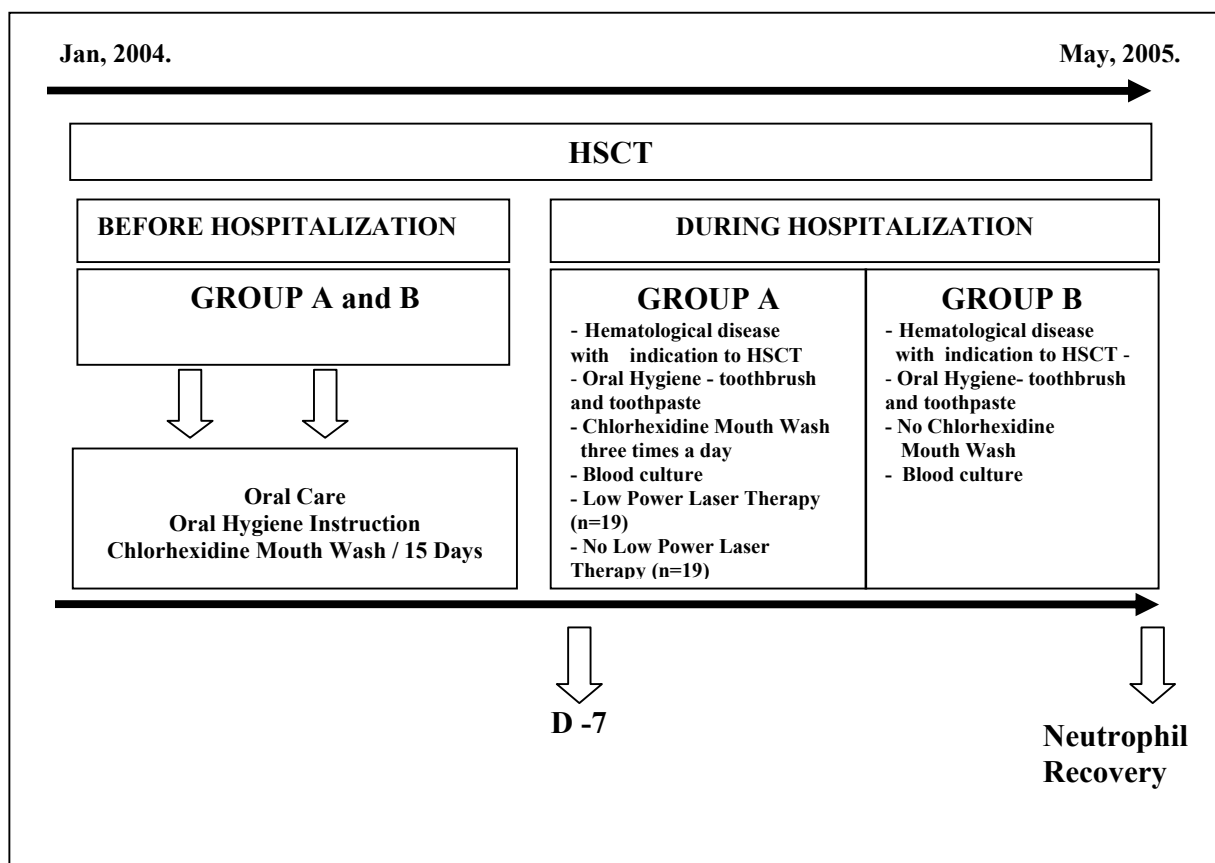 Jan, 2004.
May, 2005.
HSCT
BEFORE HOSPITALIZATION
DURING HOSPITALIZATION
GROUP A and B
Oral Care
Oral Hygiene Instruction
Chlorhexidine Mouth Wash / 15 Days
GROUP A
- Hematological disease
with indication to HSCT
- Oral Hygiene - toothbrush
and toothpaste
- Chlorhexidine Mouth Wash
three times a day
- Blood culture
- Low Power Laser Therapy
(n=19)
- No Low Power Laser
Therapy (n=19)
GROUP B
- Hematological disease
with indication to HSCT -
- Oral Hygiene- toothbrush
and toothpaste
- No Chlorhexidine
Mouth Wash
- Blood culture
D -7
Neutrophil
Recovery